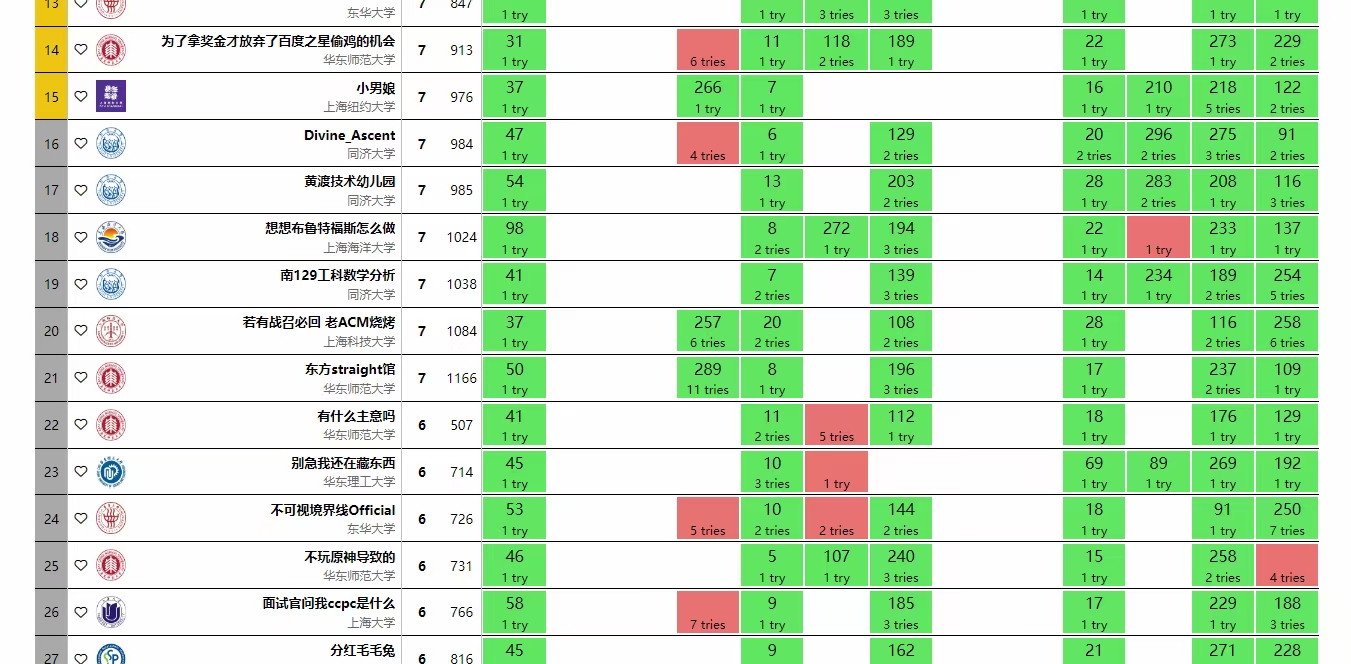 13 东华大学 7 847 1 try 1 try 3 tries 3 tries 1 try 1 try 1 try
为了拿奖金才放弃了百度之星偷鸡的机会 31 11 118 189 22 273 229
14 7 913
华东师范大学 1 try 6 tries 1 try 2 tries 1 try 1 try 1 try 2 tries
小男娘 37 266 7 16 210 218 122
15 7 976
上海纽约大学 1 try 1 try 1 try 1 try 1 try 5 tries 2 tries
Divine_Ascent 47 6 129 20 296 275 91
16 7 984
同济大学 1 try 4 tries 1 try 2 tries 2 tries 2 tries 3 tries 2 tries
黄渡技术幼儿园 54 13 203 28 283 208 116
17 7 985
同济大学 1 try 1 try 2 tries 1 try 2 tries 1 try 3 tries
想想布鲁特福斯怎么做 98 8 272 194 22 233 137
18 7 1024
上海海洋大学 1 try 2 tries 1 try 3 tries 1 try 1 try 1 try 1 try
南129工科数学分析 41 7 139 14 234 189 254
19 7 1038
同济大学 1 try 2 tries 3 tries 1 try 1 try 2 tries 5 tries
若有战召必回 老ACM烧烤 37 257 20 108 28 116 258
20 7 1084
上海科技大学 1 try 6 tries 2 tries 2 tries 1 try 2 tries 6 tries
东方straight馆 50 289 8 196 17 237 109
21 7 1166
华东师范大学 1 try 11 tries 1 try 3 tries 1 try 2 tries 1 try
有什么主意吗 41 11 112 18 176 129
22 6 507
华东师范大学 1 try 2 tries 5 tries 1 try 1 try 1 try 1 try
别急我还在藏东西 45 10 69 89 269 192
23 6 714
华东理工大学 1 try 3 tries 1 try 1 try 1 try 1 try 1 try
不可视境界线Official 53 10 144 18 91 250
24 6 726
东华大学 1 try 5 tries 2 tries 2 tries 2 tries 1 try 1 try 7 tries
不玩原神导致的 46 5 107 240 15 258
25 6 731
华东师范大学 1 try 1 try 1 try 3 tries 1 try 2 tries 4 tries
面试官问我ccpc是什么 58 9 185 17 229 188
26 6 766
上海大学 1 try 7 tries 1 try 3 tries 1 try 1 try 3 tries
分红毛毛兔 45 9 162 21 271 228
27 6 816